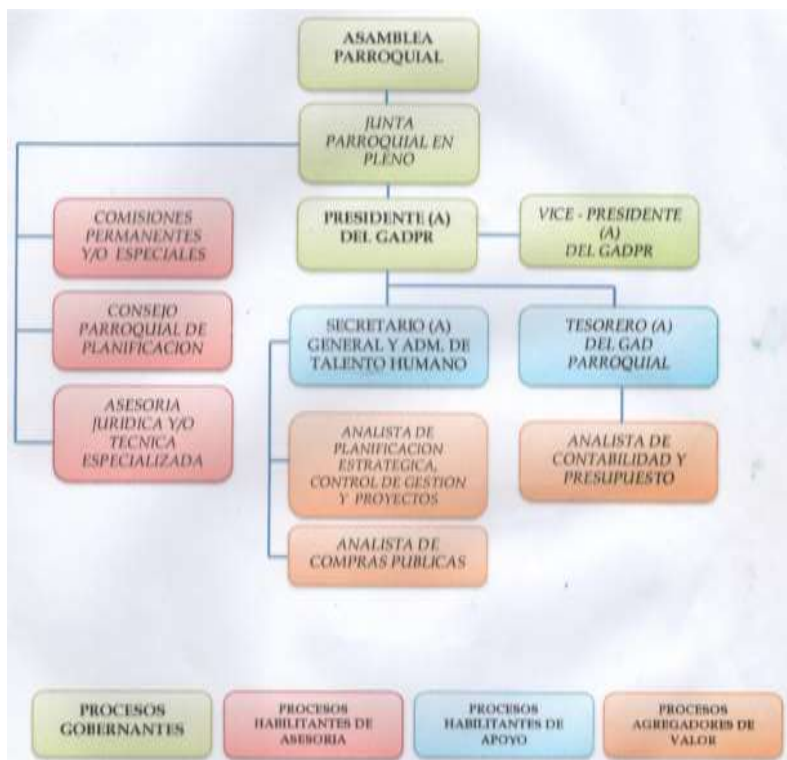 ASAMBLEA
PARROQUIAL
JUNTA
PARROQUIAL EN
PLENO
PRESIDENTE (A)
DEL GADPR
VICE - PRESIDENTE
(A)
DEL GADPR
COMISIONES
PERMANENTES
Y/O ESPECIALES
CONSEJO
PARROQUIAL DE
PLANIFICACION
ASESORIA
JURIDICA Y/O
TECNICA
ESPECIALIZADA
SECRETARIO (A)
GENERAL Y ADM. DE
TALENTO HUMANO
TESORERO (A)
DEL GAD
PARROQUIAL
ANALISTA DE
PLANIFICACION
ESTRATEGICA,
CONTROL DE GESTION
Y PROYECTOS
ANALISTA DE
CONTABILIDAD Y
PRESUPUESTO
ANALISTA DE
COMPRAS PUBLICAS
PROCESOS
GOBERNANTES
PROCESOS
HABILITANTES DE
ASESORIA
PROCESOS
HABILITANTES DE
APOYO
PROCESOS
AGREGADORES DE
VALOR